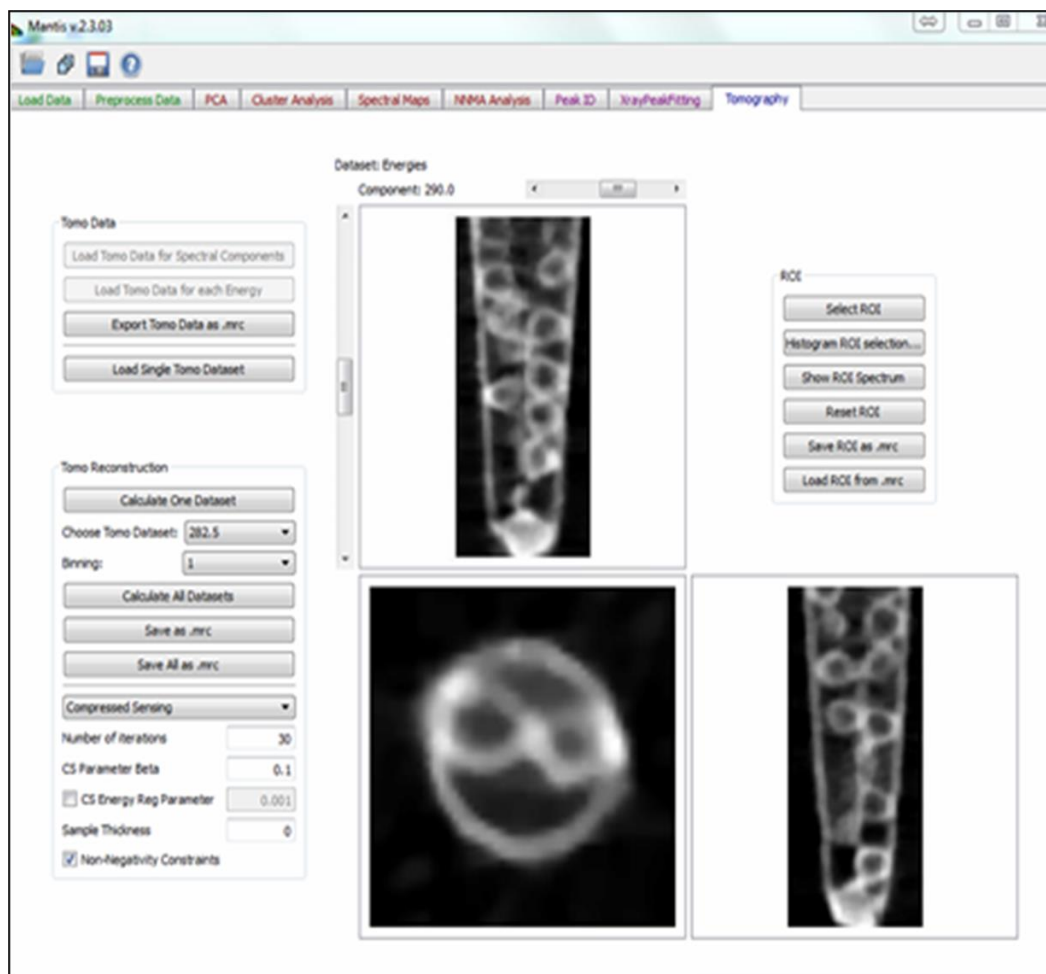 Mantis v.2.3.03
Load Data Preprocess Data PCA Cluster Analysis Spectral Maps NNMA Analysis Peak ID XrayPeakFitting Tomography
Dataset: Energies
Component: 290.0
Tomo Data
Load Tomo Data for Spectral Components
Load Tomo Data for each Energy
Export Tomo Data as .mrc
Load Single Tomo Dataset
ROI
Select ROI
Histogram ROI selection...
Show ROI Spectrum
Reset ROI
Save ROI as .mrc
Load ROI from .mrc
Tomo Reconstruction
Calculate One Dataset
Choose Tomo Dataset: 282.5
Binning: 1
Calculate All Datasets
Save as .mrc
Save All as .mrc
Compressed Sensing
Number of iterations 30
CS Parameter Beta 0.1
CS Energy Reg Parameter 0.001
Sample Thickness 0
Non-Negativity Constraints